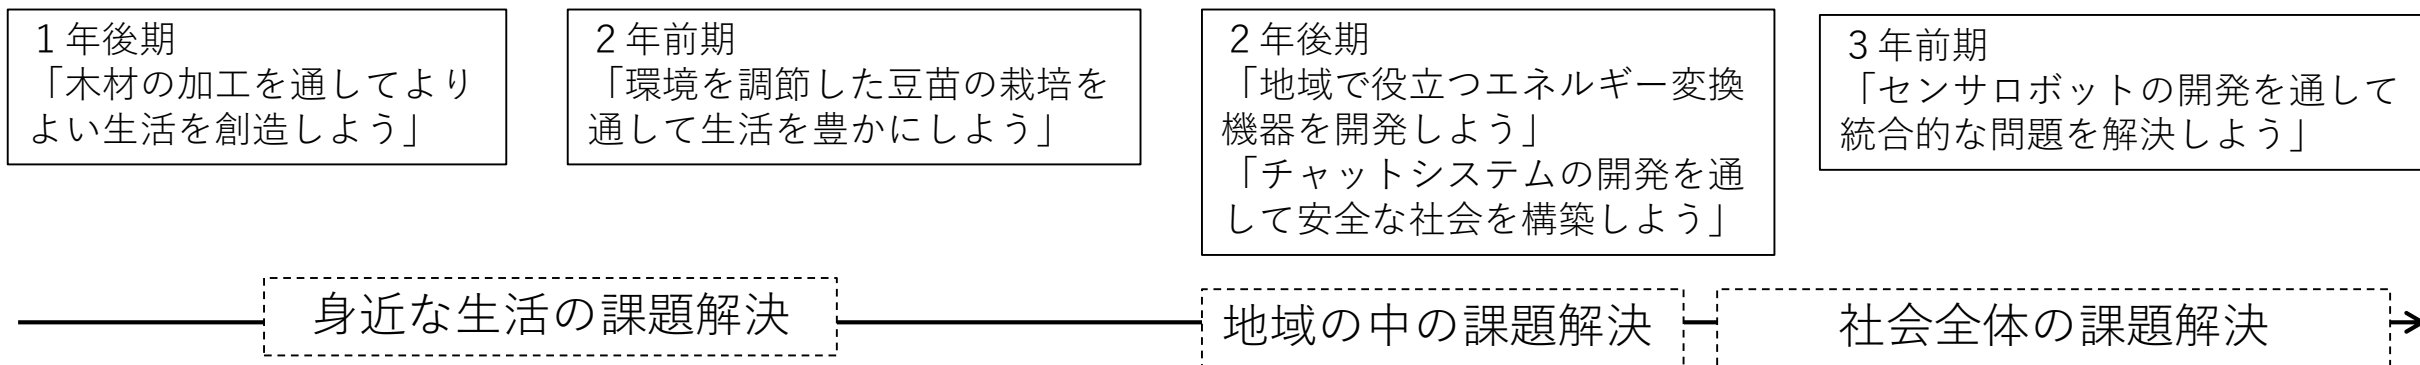 １年後期
「木材の加工を通してより
よい生活を創造しよう」
２年前期
「環境を調節した豆苗の栽培を
通して生活を豊かにしよう」
２年後期
「地域で役立つエネルギー変換
機器を開発しよう」
「チャットシステムの開発を通
して安全な社会を構築しよう」
３年前期
「センサロボットの開発を通して
統合的な問題を解決しよう」
身近な生活の課題解決
地域の中の課題解決
社会全体の課題解決